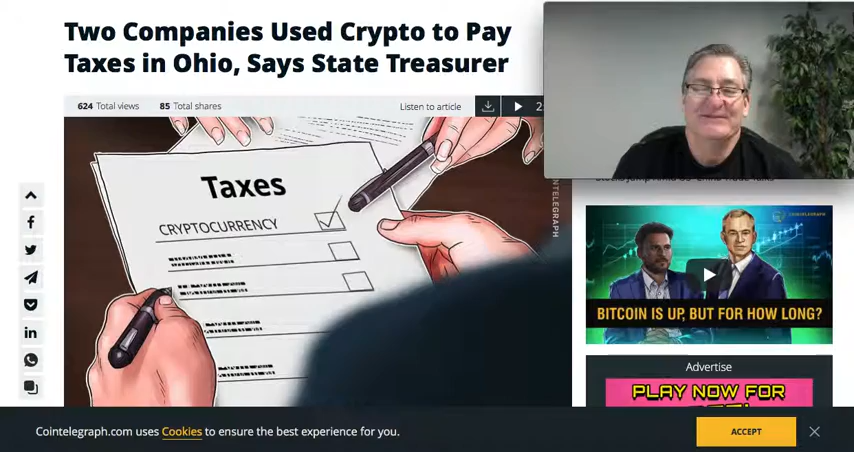 Two Companies Used Crypto to Pay
Taxes in Ohio, Says State Treasurer
624 Total views 85 Total shares Listen to article
Taxes
CRYPTOCURRENCY
COINTELEGRAPH
BITCOIN IS UP, BUT FOR HOW LONG?
Advertise
PLAY NOW FOR
Cointelegraph.com uses Cookies to ensure the best experience for you.
ACCEPT